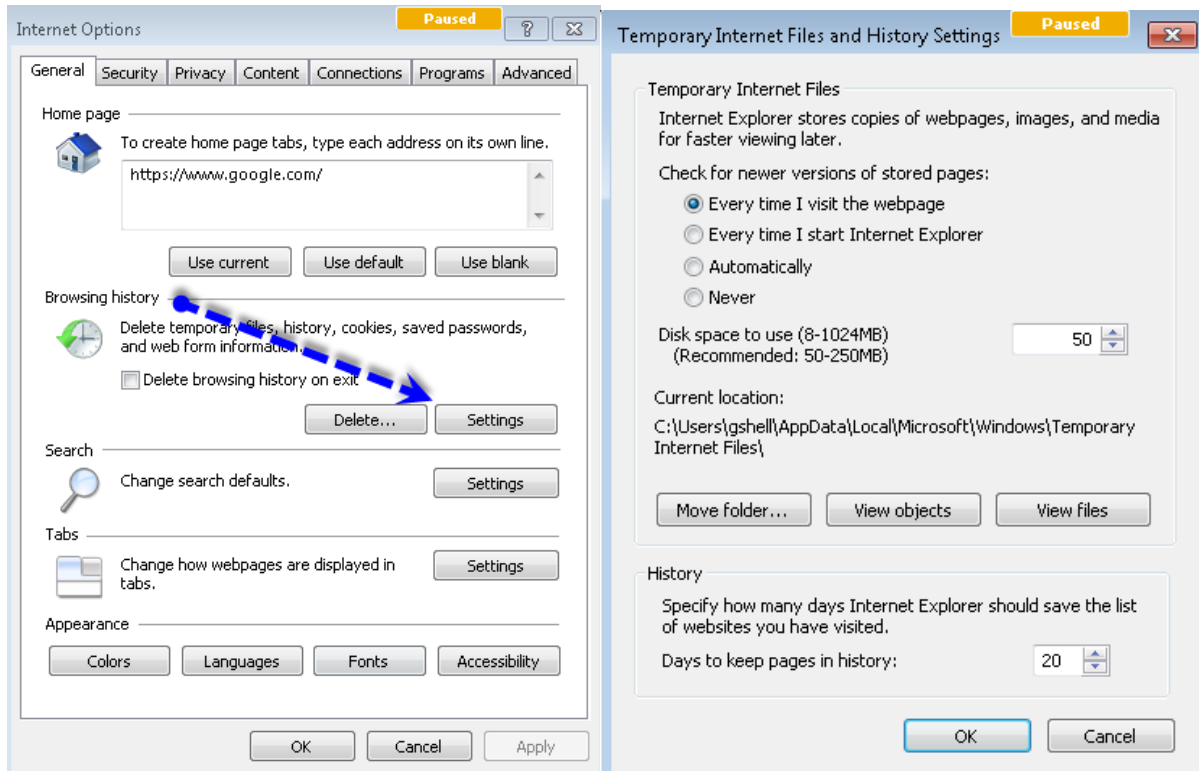 Internet Options
Paused
General Security Privacy Content Connections Programs Advanced
Home page
To create home page tabs, type each address on its own line.
https://www.google.com/
Use current Use default Use blank
Browsing history
Delete temporary files, history, cookies, saved passwords,
and web form information.
Delete browsing history on exit
Delete... Settings
Search
Change search defaults.
Settings
Tabs
Change how webpages are displayed in
tabs.
Settings
Appearance
Colors Languages Fonts Accessibility
OK Cancel Apply
Temporary Internet Files and History Settings
Paused
Temporary Internet Files
Internet Explorer stores copies of webpages, images, and media
for faster viewing later.
Check for newer versions of stored pages:
Every time I visit the webpage
Every time I start Internet Explorer
Automatically
Never
Disk space to use (8-1024MB)
(Recommended: 50-250MB)
50
Current location:
C:\Users\gshell\AppData\Local\Microsoft\Windows\Temporary
Internet Files\
Move folder... View objects View files
History
Specify how many days Internet Explorer should save the list
of websites you have visited.
Days to keep pages in history: 20
OK Cancel